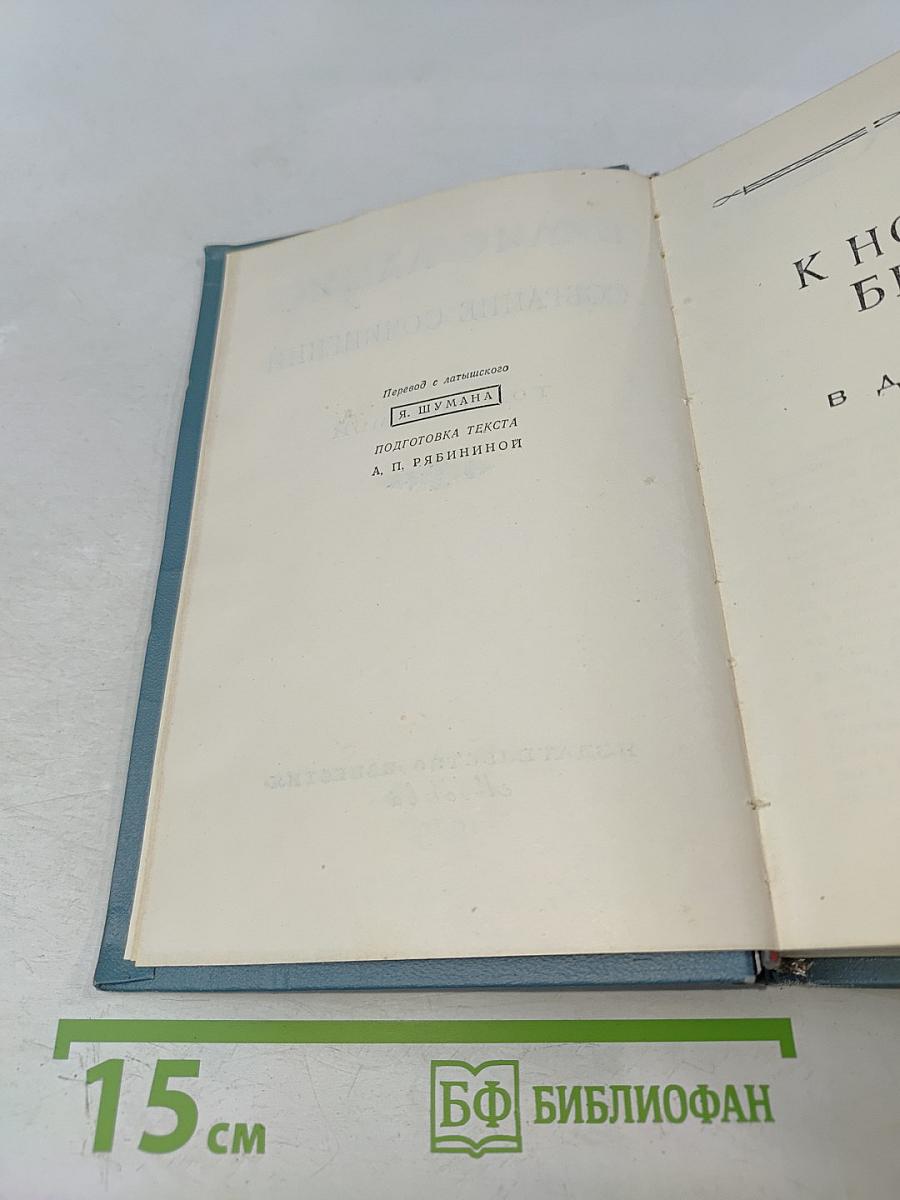 Перевод с латышского
Я. ШУМАНА
ПОДГОТОВКА ТЕКСТА
А. П. РЯБИНИНОЙ
К
В
15 см
БФ БИБЛИОФАН